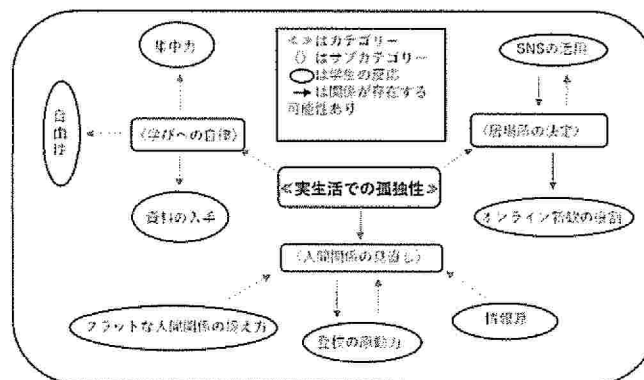 集中力
≪≫はカテゴリー
〈〉はサブカテゴリー
は学生の反応
→は関係が存在する
可能性あり
SNSの活用
自由性
〈学びへの自律〉
〈居場所の決定〉
≪実生活での孤独性≫
資料の入手
オンライン
の役割
〈人間関係の見直し〉
フラットな人間関係の捉え方
登校の原動力
情報源